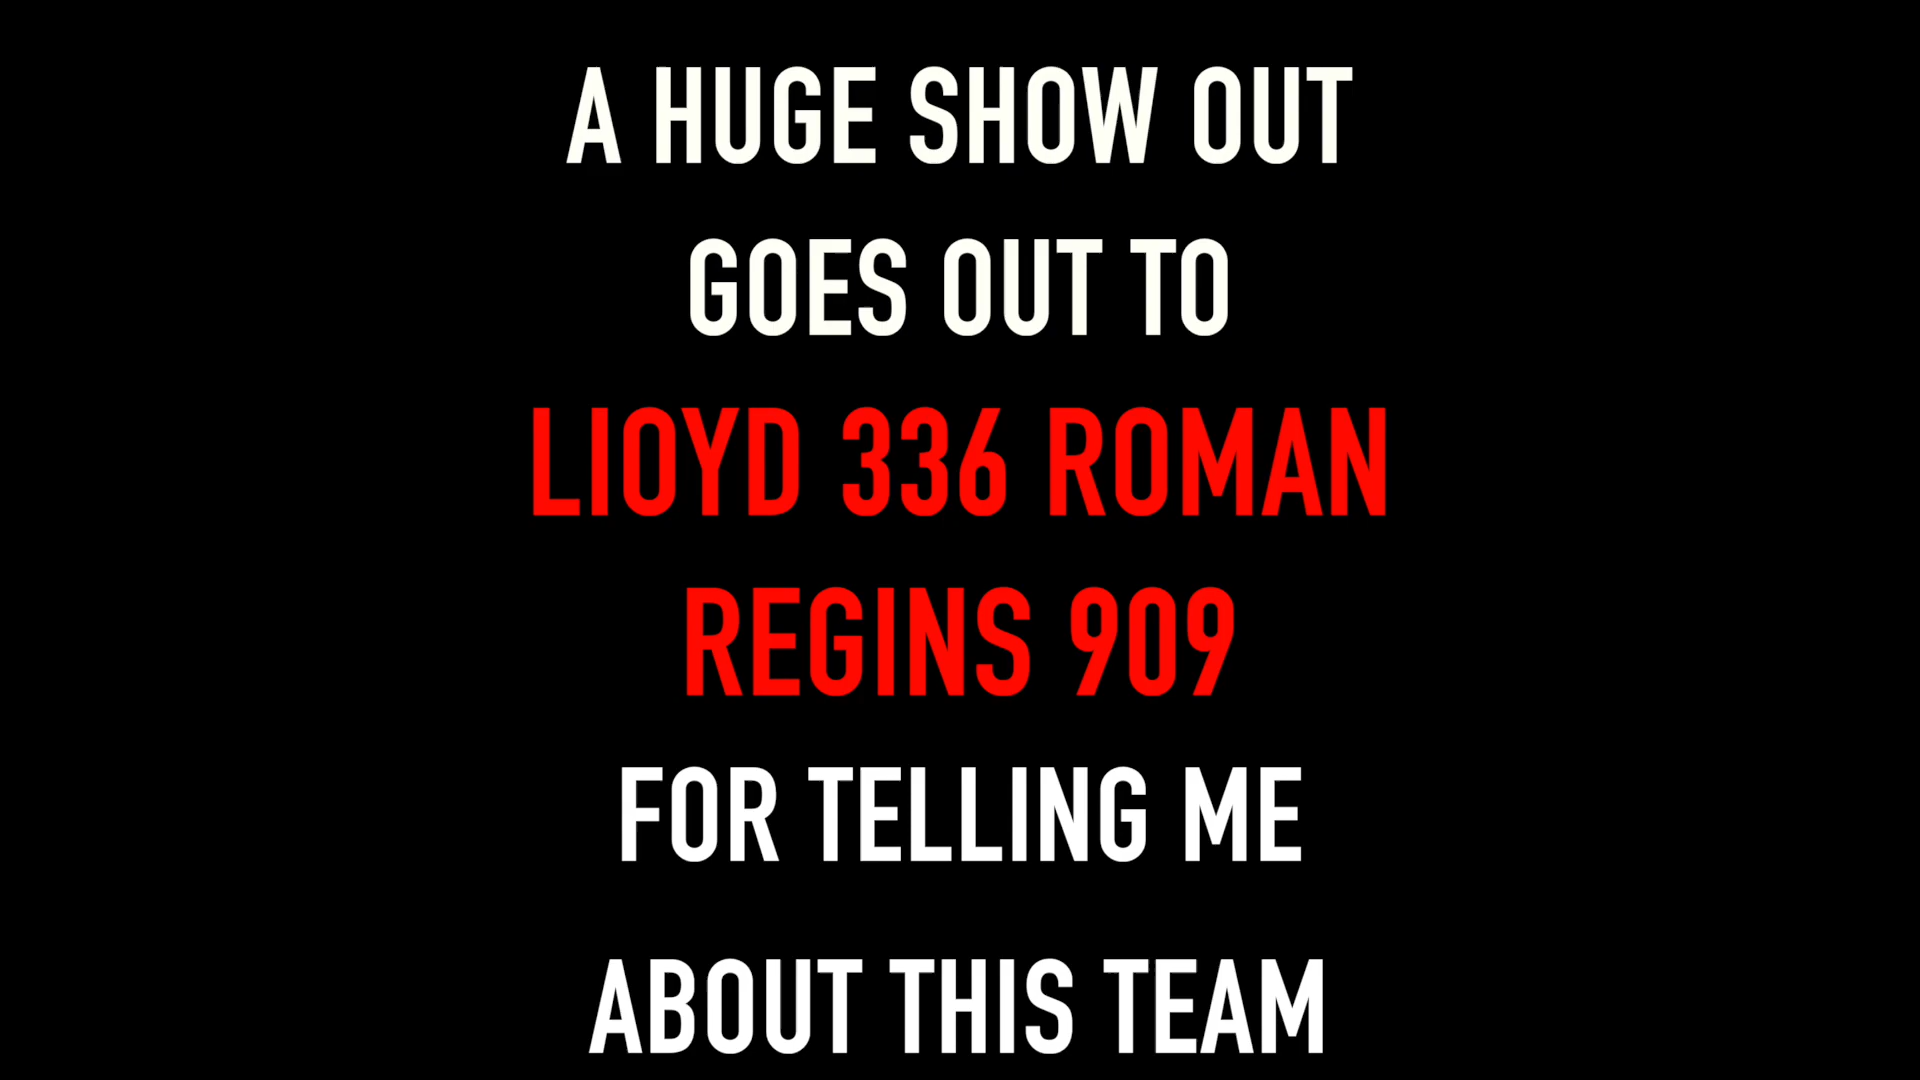 A HUGE SHOW OUT
GOES OUT TO
LIOYD 336 ROMAN
REGINS 909
FOR TELLING ME
ABOUT THIS TEAM